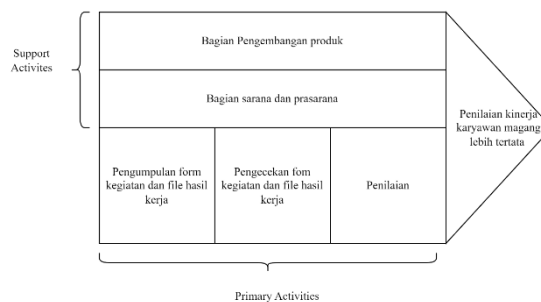 Bagian Pengembangan produk
Support
Activites
Bagian sarana dan prasarana
Penilaian kinerja
karyawan magang
lebih tertata
Pengumpulan form
kegiatan dan file hasil
kerja
Pengecekan fom
kegiatan dan file hasil
kerja
Penilaian
Primary Activities